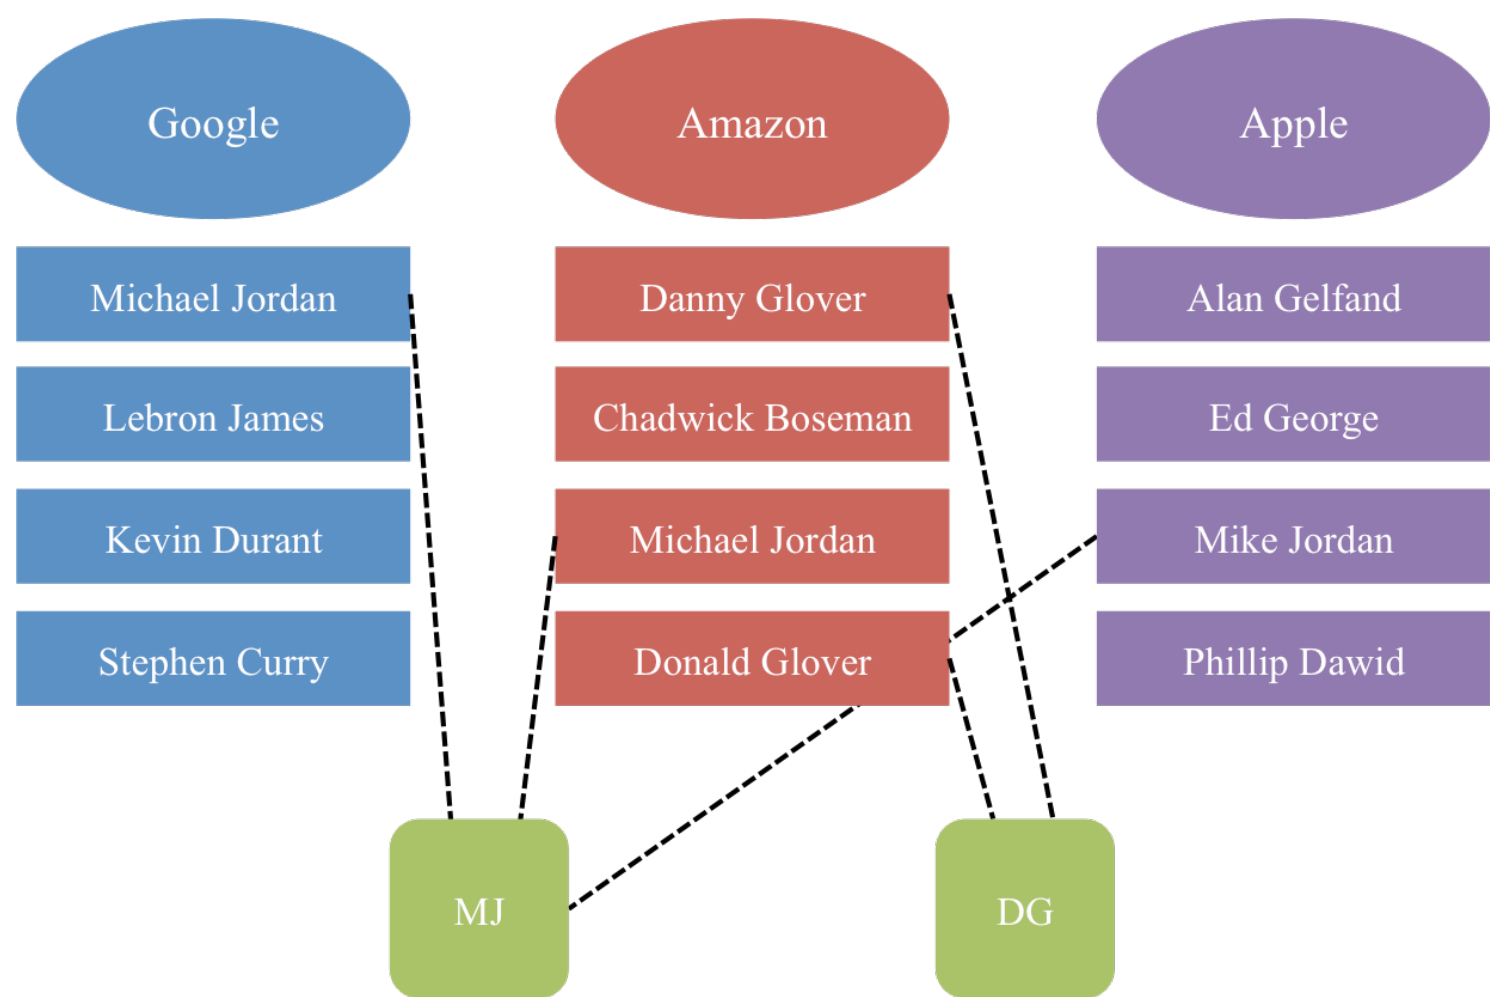 Google
Michael Jordan
Lebron James
Kevin Durant
Stephen Curry
Amazon
Danny Glover
Chadwick Boseman
Michael Jordan
Donald Glover
Apple
Alan Gelfand
Ed George
Mike Jordan
Phillip Dawid
MJ
DG